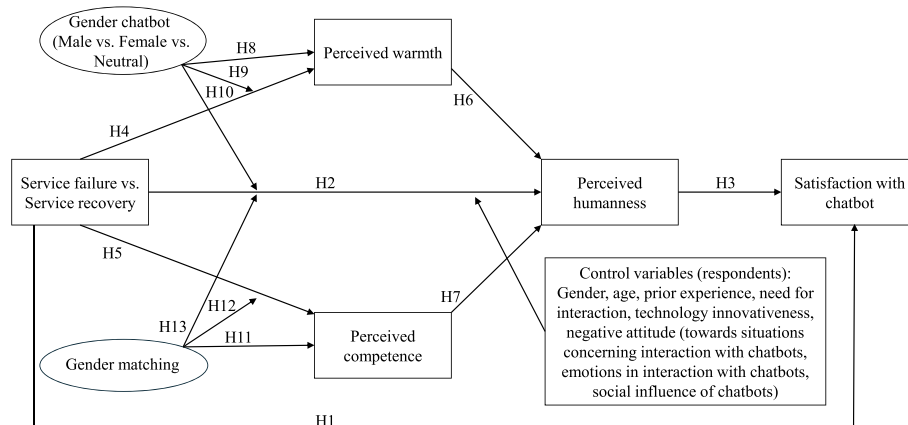 Gender chatbot
(Male vs. Female vs.
Neutral)
H8
H9
H10
Perceived warmth
H4
H6
Service failure vs.
Service recovery
H2
Perceived
humanness
H3
Satisfaction with
chatbot
H5
H12
H13
H11
H7
Gender matching
Perceived
competence
Control variables (respondents):
Gender, age, prior experience, need for
interaction, technology innovativeness,
negative attitude (towards situations
concerning interaction with chatbots,
emotions in interaction with chatbots,
social influence of chatbots)
H1